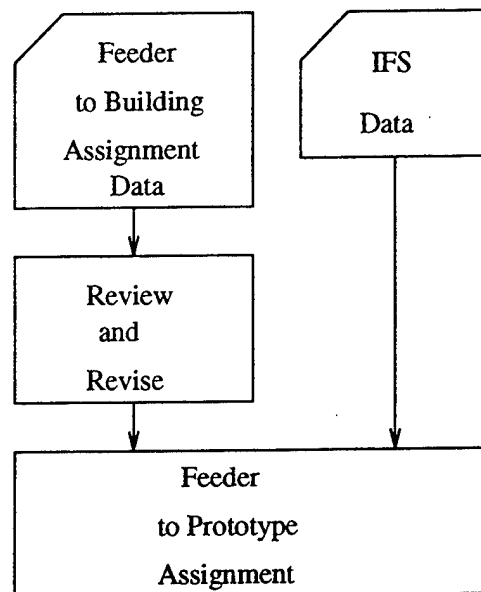 Feeder
to Building
Assignment
Data
IFS
Data
Review
and
Revise
Feeder
to Prototype
Assignment